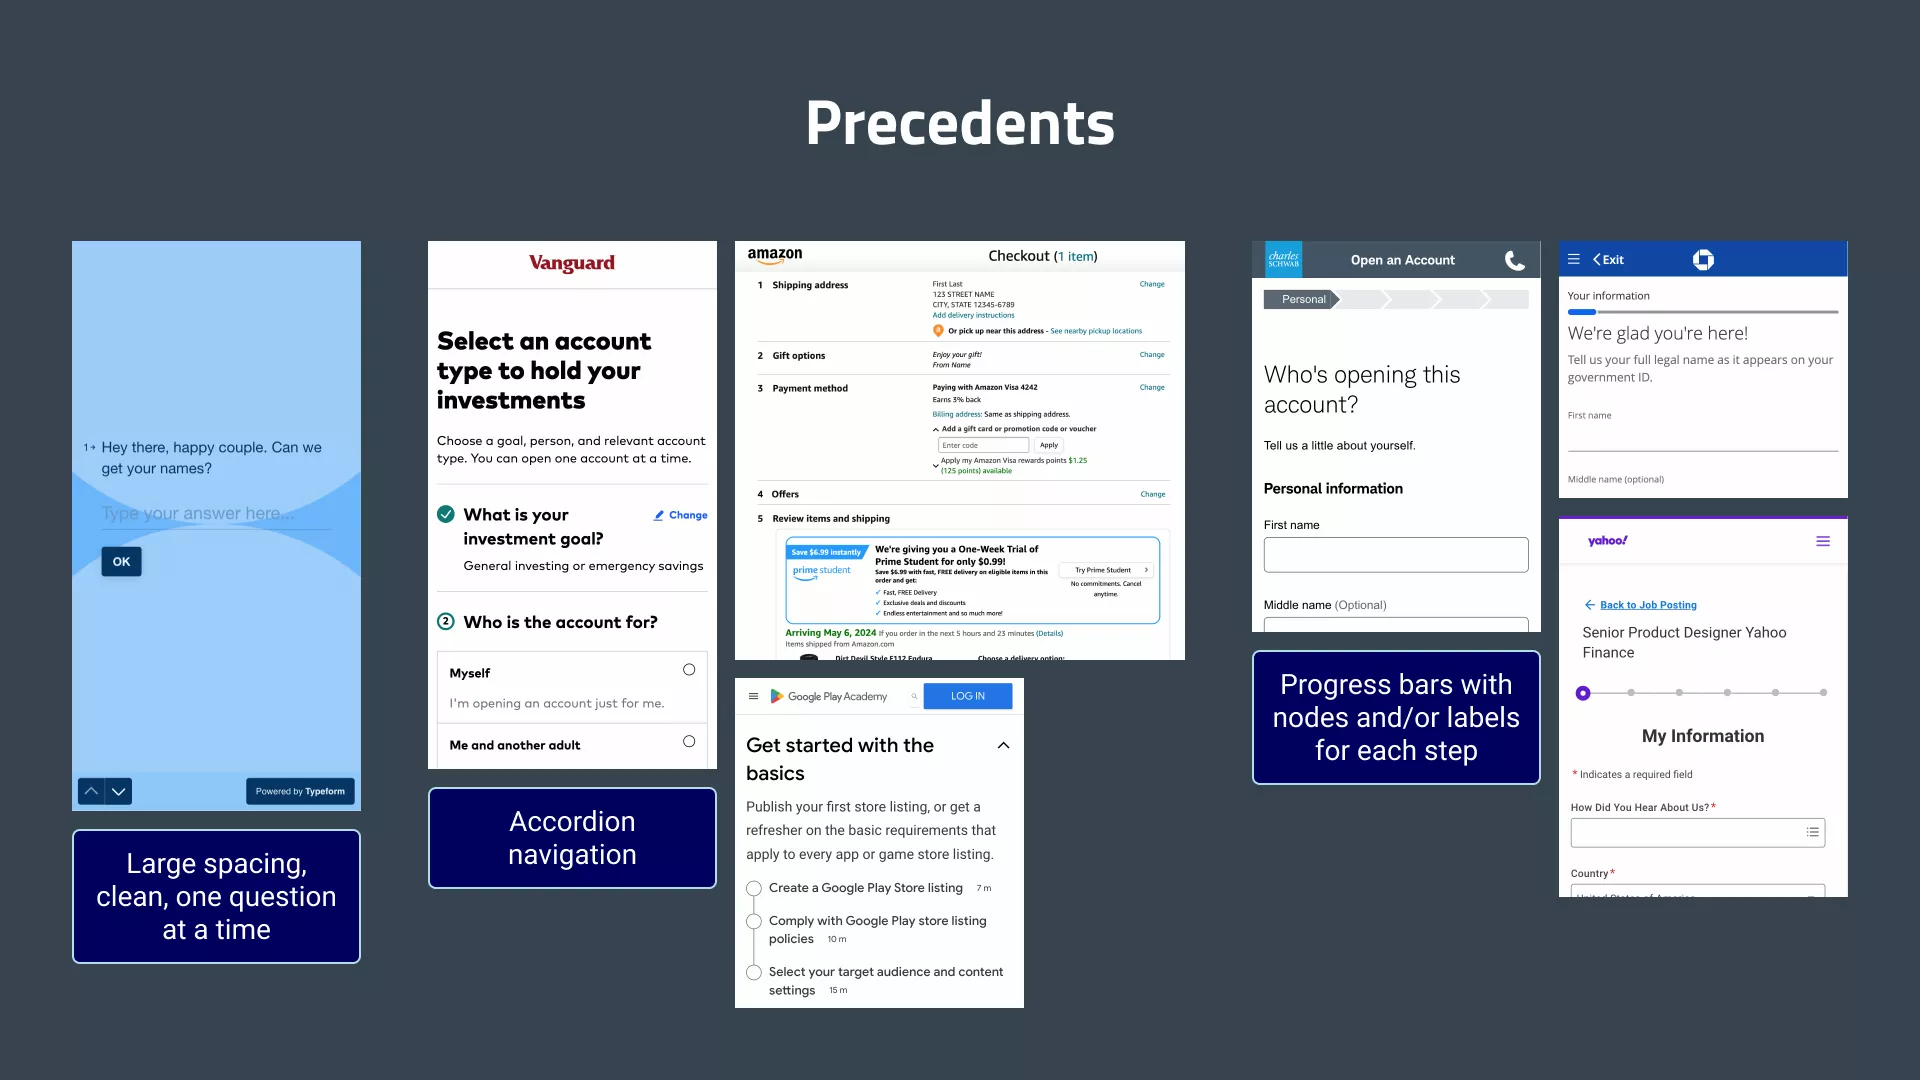 Precedents
1→ Hey there, happy couple. Can we
get your names?
Type your answer here...
OK
Powered by Typeform
Large spacing,
clean, one question
at a time
Vanguard
Select an account
type to hold your
investments
Choose a goal, person, and relevant account
type. You can open one account at a time.
What is your
investment goal?
Change
General investing or emergency savings
2 Who is the account for?
Myself
I'm opening an account just for me.
Me and another adult
Accordion
navigation
amazon
Checkout (1 item)
1 Shipping address
First Last
123 STREET NAME
CITY, STATE 12345-6789
Add delivery instructions
Or pick up near this address - See nearby pickup locations
Change
2 Gift options
Enjoy your gift!
From Name
Change
3 Payment method
Paying with Amazon Visa 4242
Earns 3% back
Billing address: Same as shipping address.
Add a gift card or promotion code or voucher
Enter code
Apply
Apply my Amazon Visa rewards points $1.25
(125 points) available
Change
4 Offers
Change
5 Review items and shipping
Save $6.99 instantly
prime student
We're giving you a One-Week Trial of
Prime Student for only $0.99!
Save $6.99 with fast, FREE delivery on eligible items in this
order and get:
✓ Fast, FREE Delivery
✓ Exclusive deals and discounts
✓ Endless entertainment and so much more!
Try Prime Student
No commitments. Cancel
anytime.
Arriving May 6, 2024 If you order in the next 5 hours and 23 minutes (Details)
Items shipped from Amazon.com
Dirt Devil Style F112 Endura
Choose a delivery option:
Google Play Academy
LOG IN
Get started with the
basics
Publish your first store listing, or get a
refresher on the basic requirements that
apply to every app or game store listing.
Create a Google Play Store listing 7 m
Comply with Google Play store listing
policies 10 m
Select your target audience and content
settings 15 m
charles
SCHWAB
Open an Account
Personal
Who's opening this
account?
Tell us a little about yourself.
Personal information
First name
Middle name (Optional)
Progress bars with
nodes and/or labels
for each step
Exit
Your information
We're glad you're here!
Tell us your full legal name as it appears on your
government ID.
First name
Middle name (optional)
yahoo!
Back to Job Posting
Senior Product Designer Yahoo
Finance
My Information
* Indicates a required field
How Did You Hear About Us?*
Country*
United States of America